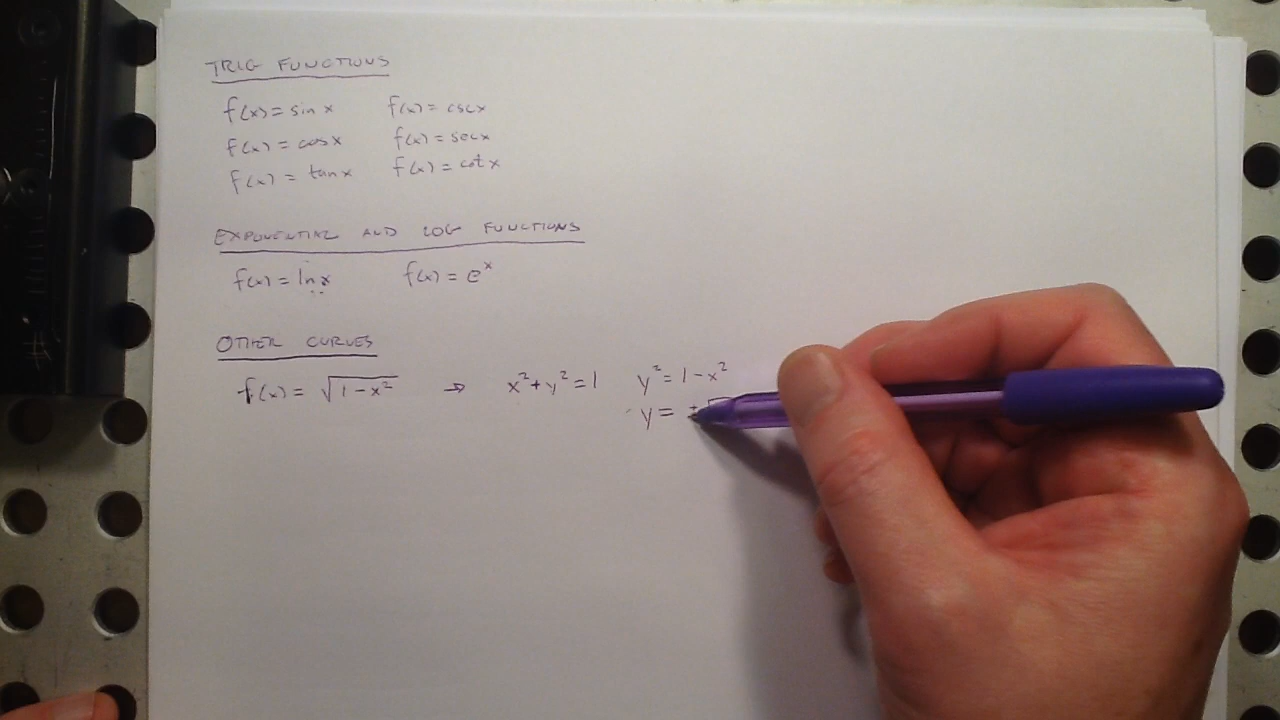 TRIG FUNCTIONS
f(x) = sin x f(x) = csc x
f(x) = cos x f(x) = sec x
f(x) = tan x f(x) = cot x
EXPONENTIAL AND LOG FUNCTIONS
f(x) = ln x f(x) = eˣ
OTHER CURVES
f(x) = √(1-x²) → x²+y²=1 y²=1-x²
y = ±√